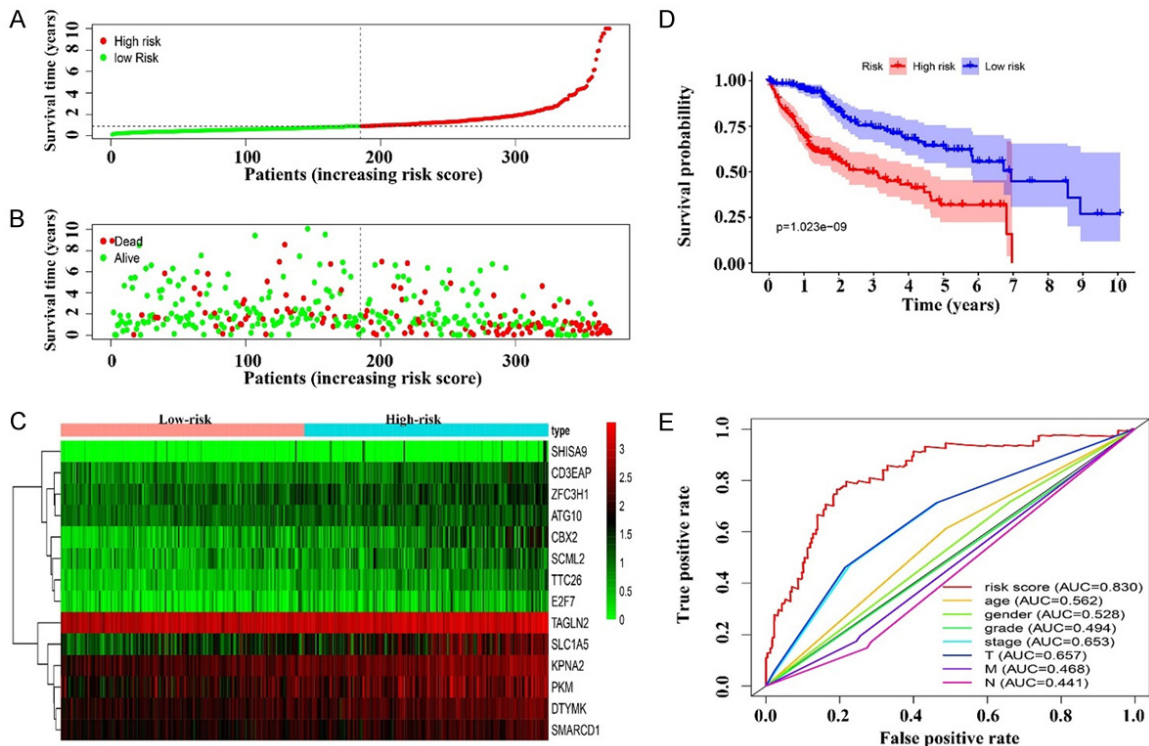 A
Survival time (years)
0 2 4 6 8 10
High risk
low Risk
0 100 200 300
Patients (increasing risk score)
B
Survival time (years)
0 2 4 6 8 10
Dead
Alive
0 100 200 300
Patients (increasing risk score)
C
Low-risk High-risk
type
SHISA9
CD3EAP
ZFC3H1
ATG10
CBX2
SCML2
TTC26
E2F7
TAGLN2
SLC1A5
KPNA2
PKM
DTYMK
SMARCD1
3
2.5
2
1.5
1
0.5
0
D
Risk High risk Low risk
Survival probabillity
1.00
0.75
0.50
0.25
0.00
p=1.023e−09
0 1 2 3 4 5 6 7 8 9 10
Time (years)
E
True positive rate
1.0
0.8
0.6
0.4
0.2
0.0
risk score (AUC=0.830)
age (AUC=0.562)
gender (AUC=0.528)
grade (AUC=0.494)
stage (AUC=0.653)
T (AUC=0.657)
M (AUC=0.468)
N (AUC=0.441)
0.0 0.2 0.4 0.6 0.8 1.0
False positive rate